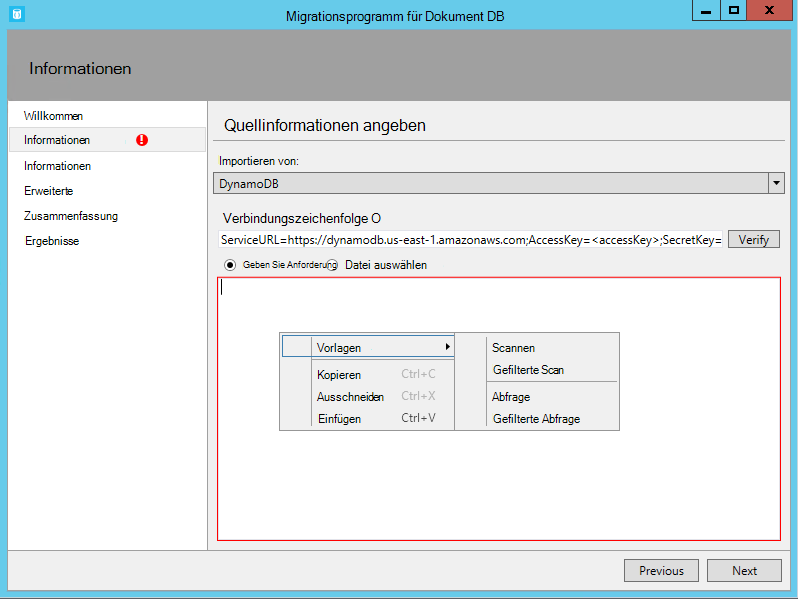 Migrationsprogramm für Dokument DB
Informationen
Willkommen
Informationen
Informationen
Erweiterte
Zusammenfassung
Ergebnisse
Quellinformationen angeben
Importieren von:
DynamoDB
Verbindungszeichenfolge O
ServiceURL=https://dynamodb.us-east-1.amazonaws.com;AccessKey=<accessKey>;SecretKey=
Verify
Geben Sie Anforderung
Datei auswählen
Vorlagen
Kopieren Ctrl+C
Ausschneiden Ctrl+X
Einfügen Ctrl+V
Scannen
Gefilterte Scan
Abfrage
Gefilterte Abfrage
Previous
Next